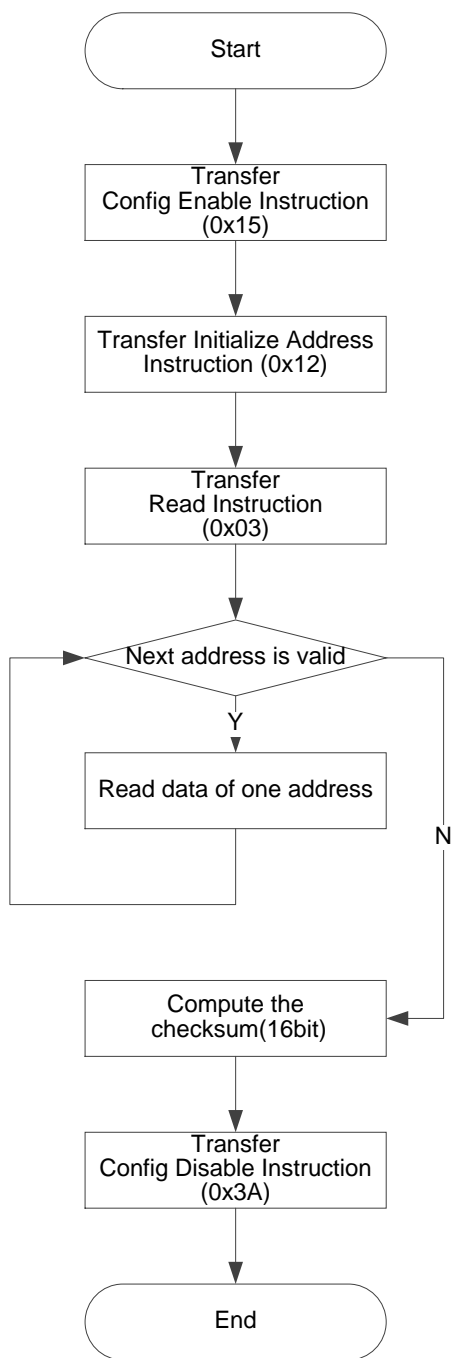 Start
Transfer
Config Enable Instruction
(0x15)
Transfer Initialize Address
Instruction (0x12)
Transfer
Read Instruction
(0x03)
Next address is valid
Y
Read data of one address
N
Compute the
checksum(16bit)
Transfer
Config Disable Instruction
(0x3A)
End